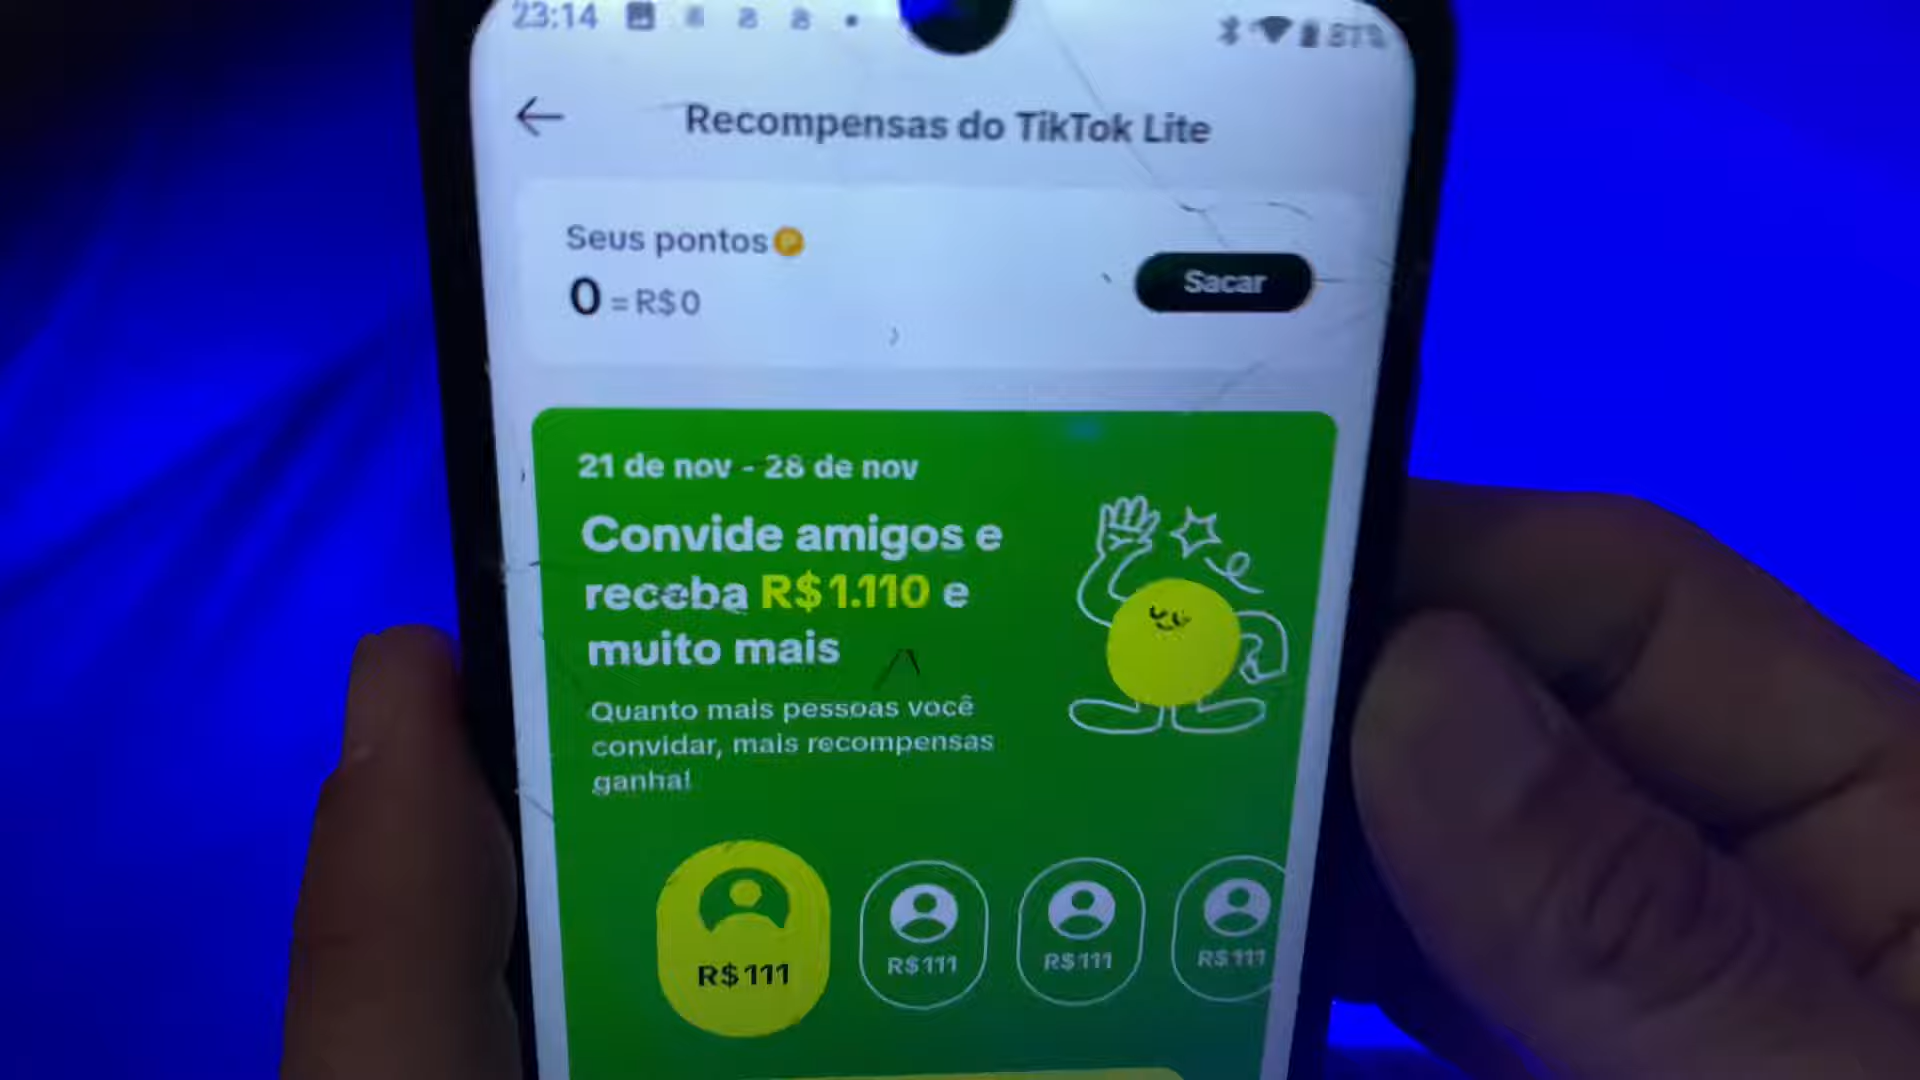 23:14
87%
Recompensas do TikTok Lite
Seus pontos P
0 = R$0
Sacar
21 de nov - 28 de nov
Convide amigos e
receba R$1.110 e
muito mais
Quanto mais pessoas você
convidar, mais recompensas
ganha!
R$111
R$111
R$111
R$111